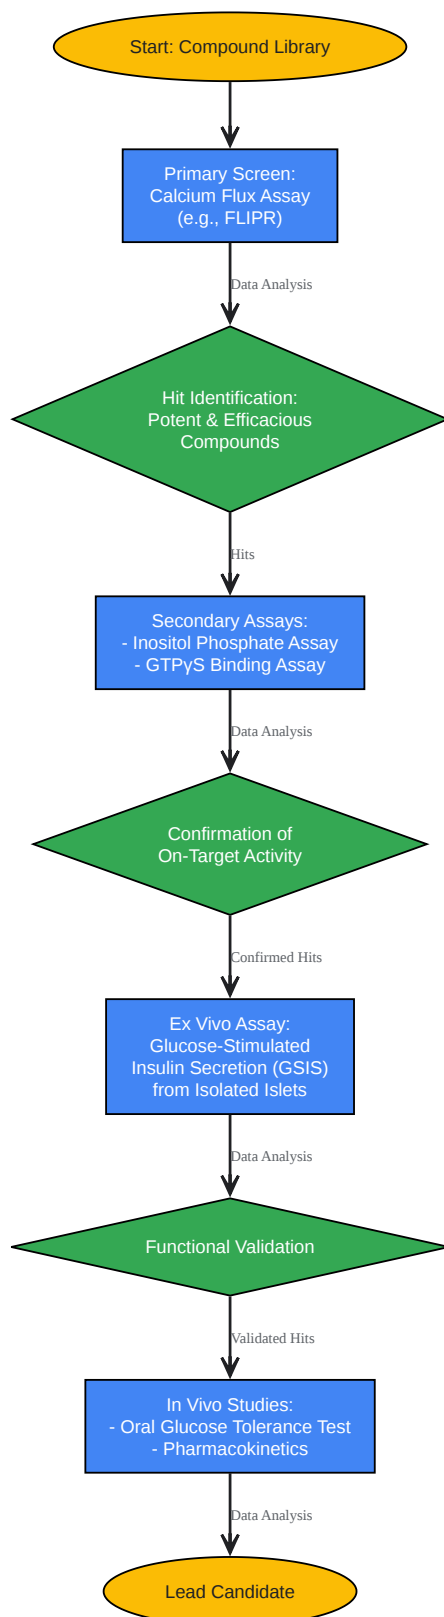 Start: Compound Library
Primary Screen:
Calcium Flux Assay
(e.g., FLIPR)
Data Analysis
Hit Identification:
Potent & Efficacious
Compounds
Hits
Secondary Assays:
- Inositol Phosphate Assay
- GTPγS Binding Assay
Data Analysis
Confirmation of
On-Target Activity
Confirmed Hits
Ex Vivo Assay:
Glucose-Stimulated
Insulin Secretion (GSIS)
from Isolated Islets
Data Analysis
Functional Validation
Validated Hits
In Vivo Studies:
- Oral Glucose Tolerance Test
- Pharmacokinetics
Data Analysis
Lead Candidate